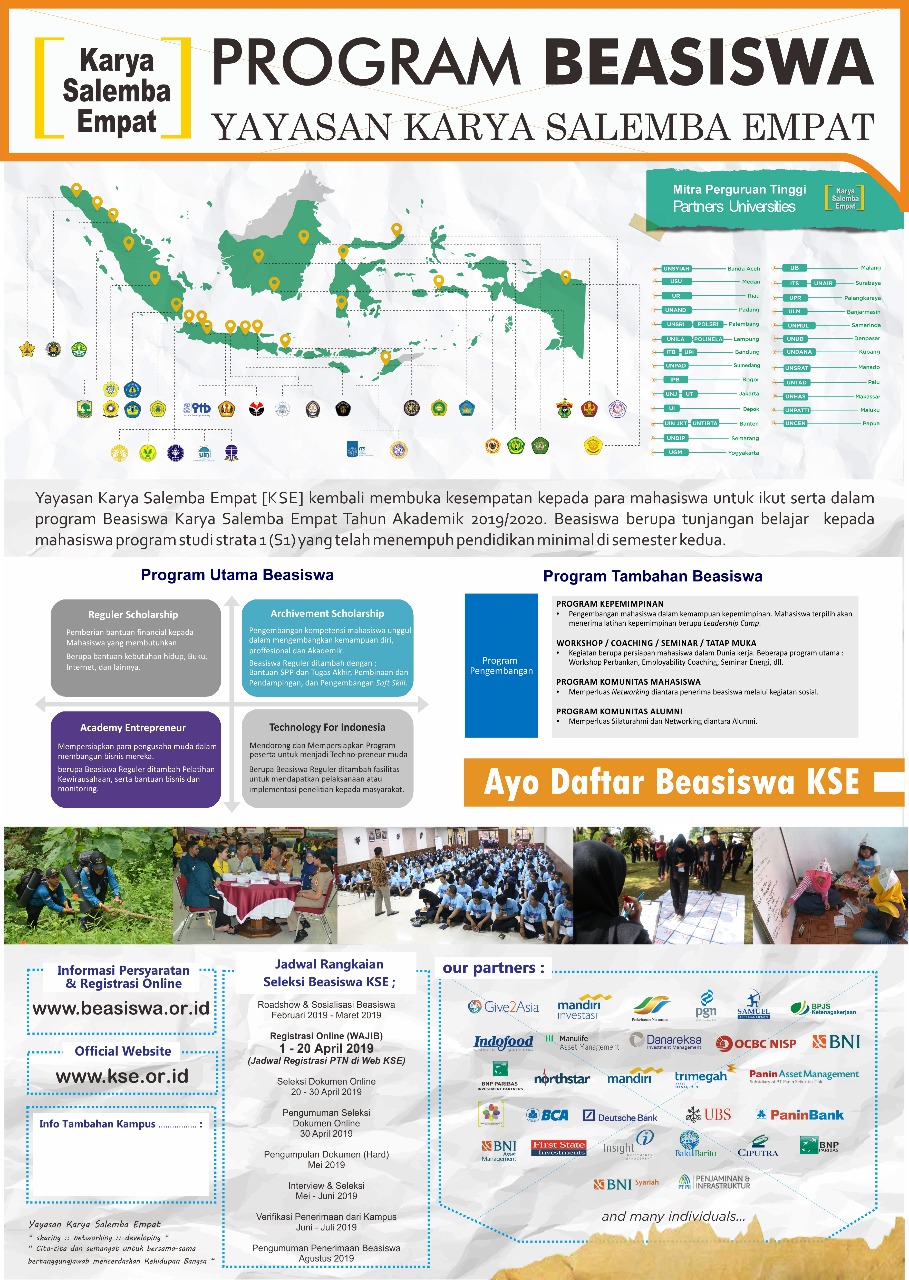 Karya
Salemba
Empat
PROGRAM BEASISWA
YAYASAN KARYA SALEMBA EMPAT
Mitra Perguruan Tinggi
Partners Universities
Karya
Salemba
Empat
UNSYIAH Banda Aceh
USU Medan
UR
UNAND Padang
UNSRI POLSRI Palembang
UNILA POLINELA Lampung
ITB UPI Bandung
UNPAD Sumedang
IPB Bogor
UNJ UT Jakarta
UI Depok
UIN JKT UNTIRTA Banten
UNDIP Semarang
UGM Yogyakarta
UB Malang
ITS UNAIR Surabaya
UPR Palangkaraya
ULM Banjarmasin
UNMUL Samarinda
UNUD Denpasar
UNDANA Kupang
UNSRAT Manado
UNTAD Palu
UNHAS Makassar
UNPATTI Maluku
UNCEN Papua
Yayasan Karya Salemba Empat [KSE] kembali membuka kesempatan kepada para mahasiswa untuk ikut serta dalam
program Beasiswa Karya Salemba Empat Tahun Akademik 2019/2020. Beasiswa berupa tunjangan belajar kepada
mahasiswa program studi strata 1 (S1) yang telah menempuh pendidikan minimal di semester kedua.
Program Utama Beasiswa
Reguler Scholarship
Pemberian bantuan financial kepada
Mahasiswa yang membutuhkan
Berupa bantuan kebutuhan hidup, Buku,
Internet, dan lainnya.
Archivement Scholarship
Pengembangan kompetensi mahasiswa unggul
dalam mengembangkan kemampuan diri,
proffesional dan Akademik.
Beasiswa Reguler ditambah dengan ;
Bantuan SPP dan Tugas Akhir, Pembinaan dan
Pendampingan, dan Pengembangan Soft Skill.
Academy Entrepreneur
Mempersiapkan para pengusaha muda dalam
membangun bisnis mereka.
berupa Beasiswa Reguler ditambah Pelatihan
Kewirausahaan, serta bantuan bisnis dan
monitoring.
Technology For Indonesia
Mendorong dan Mempersiapkan Program
peserta untuk menjadi Techno-preneur muda
Berupa Beasiswa Reguler ditambah fasilitas
untuk mendapatkan pelaksanaan atau
implementasi penelitian kepada masyarakat.
Program Tambahan Beasiswa
Program
Pengembangan
PROGRAM KEPEMIMPINAN
• Pengembangan mahasiswa dalam kemampuan kepemimpinan. Mahasiswa terpilih akan
menerima latihan kepemimpinan berupa Leadership Camp.
WORKSHOP / COACHING / SEMINAR / TATAP MUKA
• Kegiatan berupa persiapan mahasiswa dalam Dunia kerja. Beberapa program utama :
Workshop Perbankan, Employability Coaching, Seminar Energi, dll.
PROGRAM KOMUNITAS MAHASISWA
• Memperluas Networking diantara penerima beasiswa melalui kegiatan sosial.
PROGRAM KOMUNITAS ALUMNI
• Memperluas Silaturahmi dan Networking diantara Alumni.
Ayo Daftar Beasiswa KSE
Informasi Persyaratan
& Registrasi Online
www.beasiswa.or.id
Official Website
www.kse.or.id
Info Tambahan Kampus ................ :
Yayasan Karya Salemba Empat
" sharing :: networking :: developing "
" Cita-cita dan semangat untuk bersama-sama
bertanggungjawab mencerdaskan Kehidupan Bangsa "
Jadwal Rangkaian
Seleksi Beasiswa KSE ;
Roadshow & Sosialisasi Beasiswa
Februari 2019 - Maret 2019
Registrasi Online (WAJIB)
1 - 20 April 2019
(Jadwal Registrasi PTN di Web KSE)
Seleksi Dokumen Online
20 - 30 April 2019
Pengumuman Seleksi
Dokumen Online
30 April 2019
Pengumpulan Dokumen (Hard)
Mei 2019
Interview & Seleksi
Mei - Juni 2019
Verifikasi Penerimaan dari Kampus
Juni - Juli 2019
Pengumuman Penerimaan Beasiswa
Agustus 2019
our partners :
Give2Asia
mandiri
investasi
pgn
SAMUEL
BPJS
Ketenagakerjaan
Indofood
Manulife
Asset Management
Danareksa
Investment Management
OCBC NISP
BNI
BNP PARIBAS
INVESTMENT PARTNERS
northstar
mandiri
trimegah
Panin Asset Management
BCA
Deutsche Bank
UBS
PaninBank
BNI
Asset
Management
First State
Investments
Insight
Bakti Barito
CIPUTRA
BNP
PARIBAS
BNI Syariah
PENJAMINAN &
INFRASTRUKTUR
and many individuals...